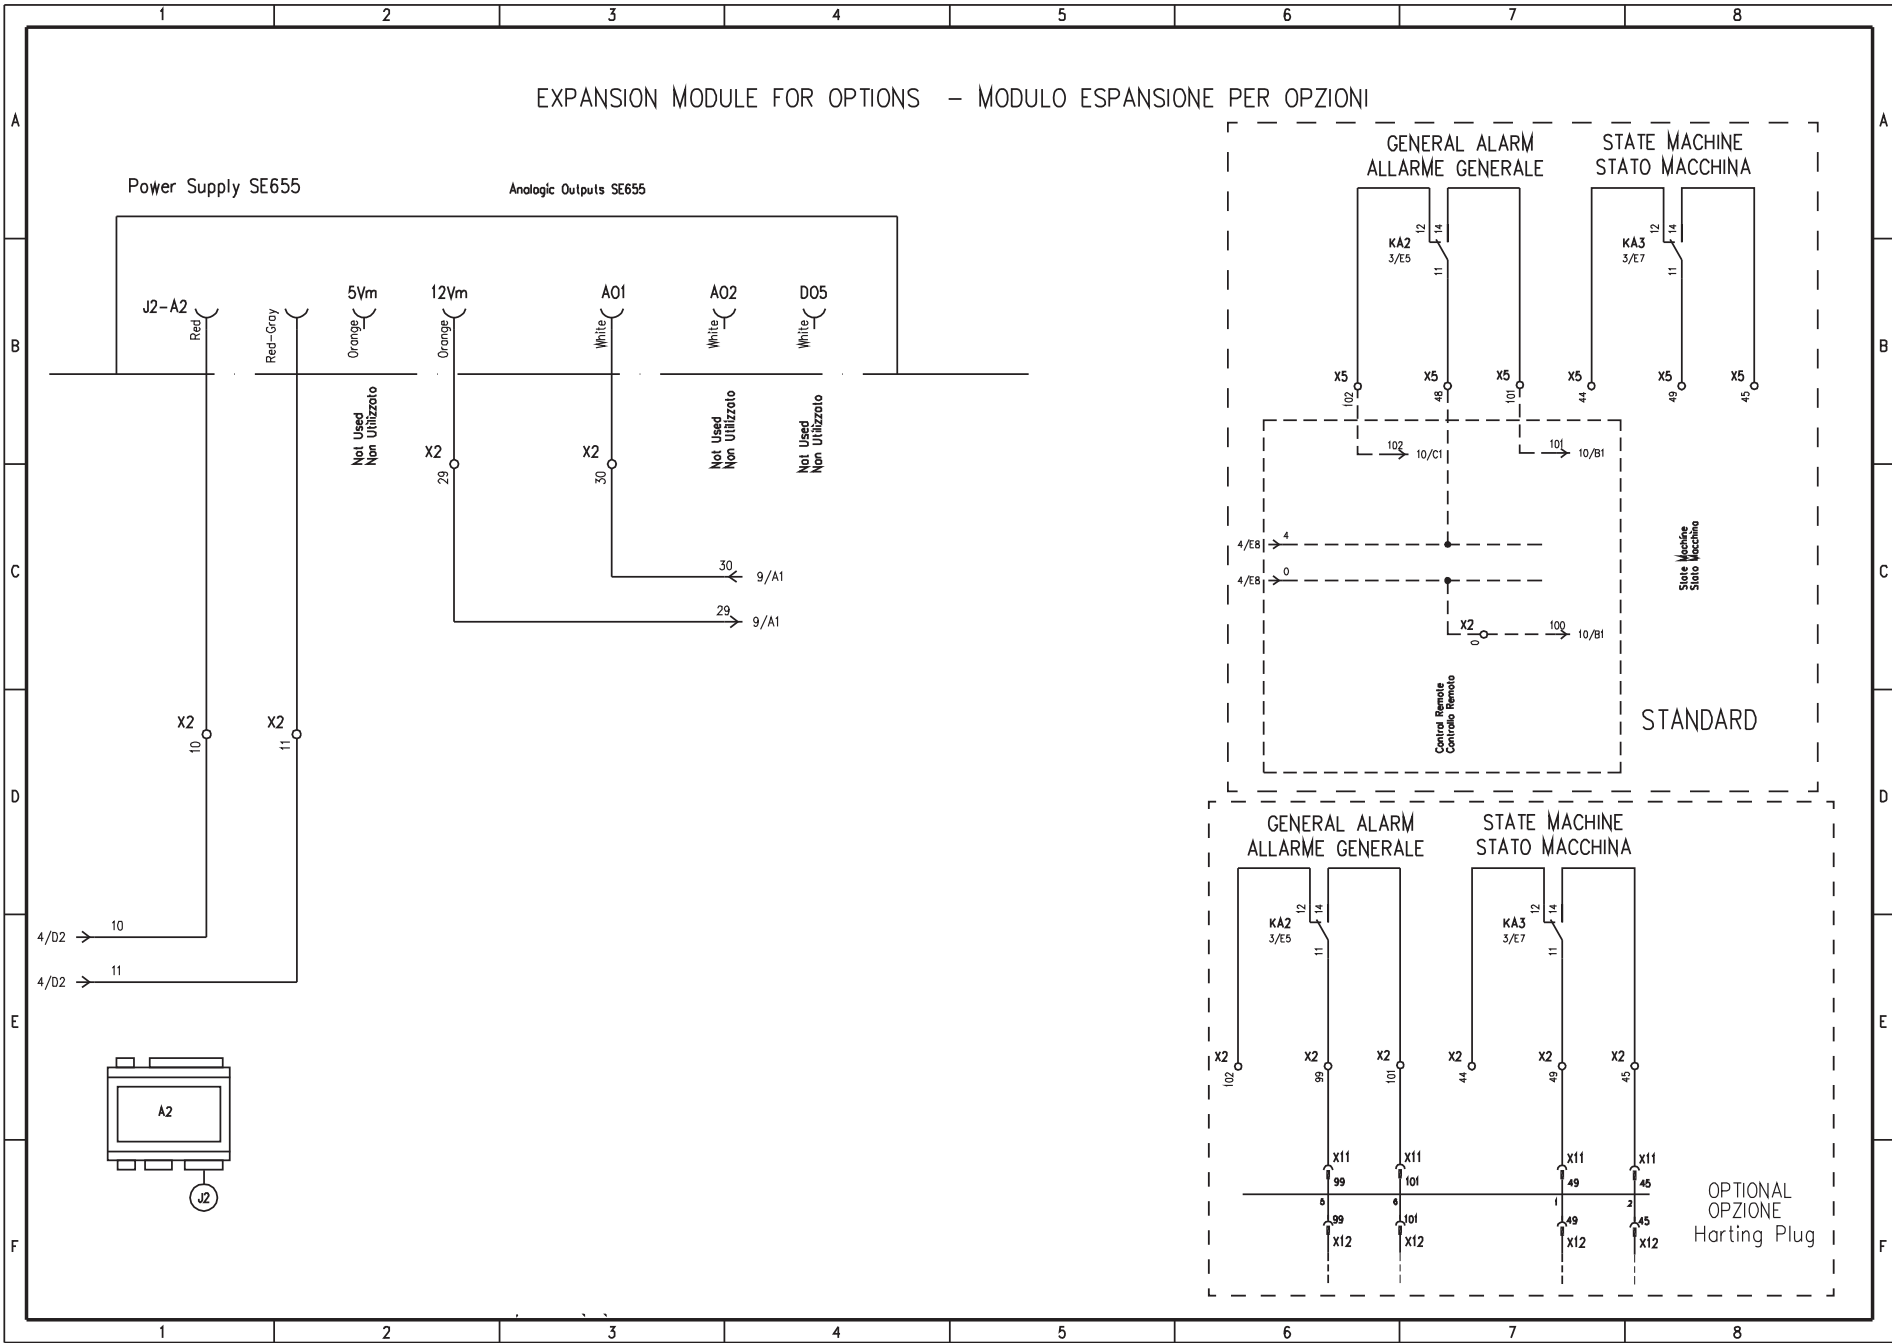 1 2 3 4 5 6 7 8
EXPANSION MODULE FOR OPTIONS - MODULO ESPANSIONE PER OPZIONI
A
A
Power Supply SE655
Analogic Outputs SE655
J2-A2
Red
Red-Gray
5Vm
Orange
12Vm
Orange
AO1
White
AO2
White
DO5
White
B
B
Not Used
Non Utilizzato
X2
29
X2
30
Not Used
Non Utilizzato
Not Used
Non Utilizzato
C
C
30
9/A1
29
9/A1
X2
10
X2
11
D
D
4/D2
10
4/D2
11
E
E
A2
J2
F
F
GENERAL ALARM
ALLARME GENERALE
STATE MACHINE
STATO MACCHINA
KA2
3/E5
12
14
11
KA3
3/E7
12
14
11
X5
102
X5
48
X5
101
X5
44
X5
49
X5
45
102
10/C1
101
10/B1
4/E8
4
4/E8
0
X2
0
100
10/B1
State Machine
Stato Macchina
Control Remote
Controllo Remoto
STANDARD
GENERAL ALARM
ALLARME GENERALE
STATE MACHINE
STATO MACCHINA
KA2
3/E5
12
14
11
KA3
3/E7
12
14
11
X2
102
X2
99
X2
101
X2
44
X2
49
X2
45
X11
99
X11
101
X11
49
X11
45
5
6
1
2
99
X12
101
X12
49
X12
45
X12
OPTIONAL
OPZIONE
Harting Plug
1 2 3 4 5 6 7 8